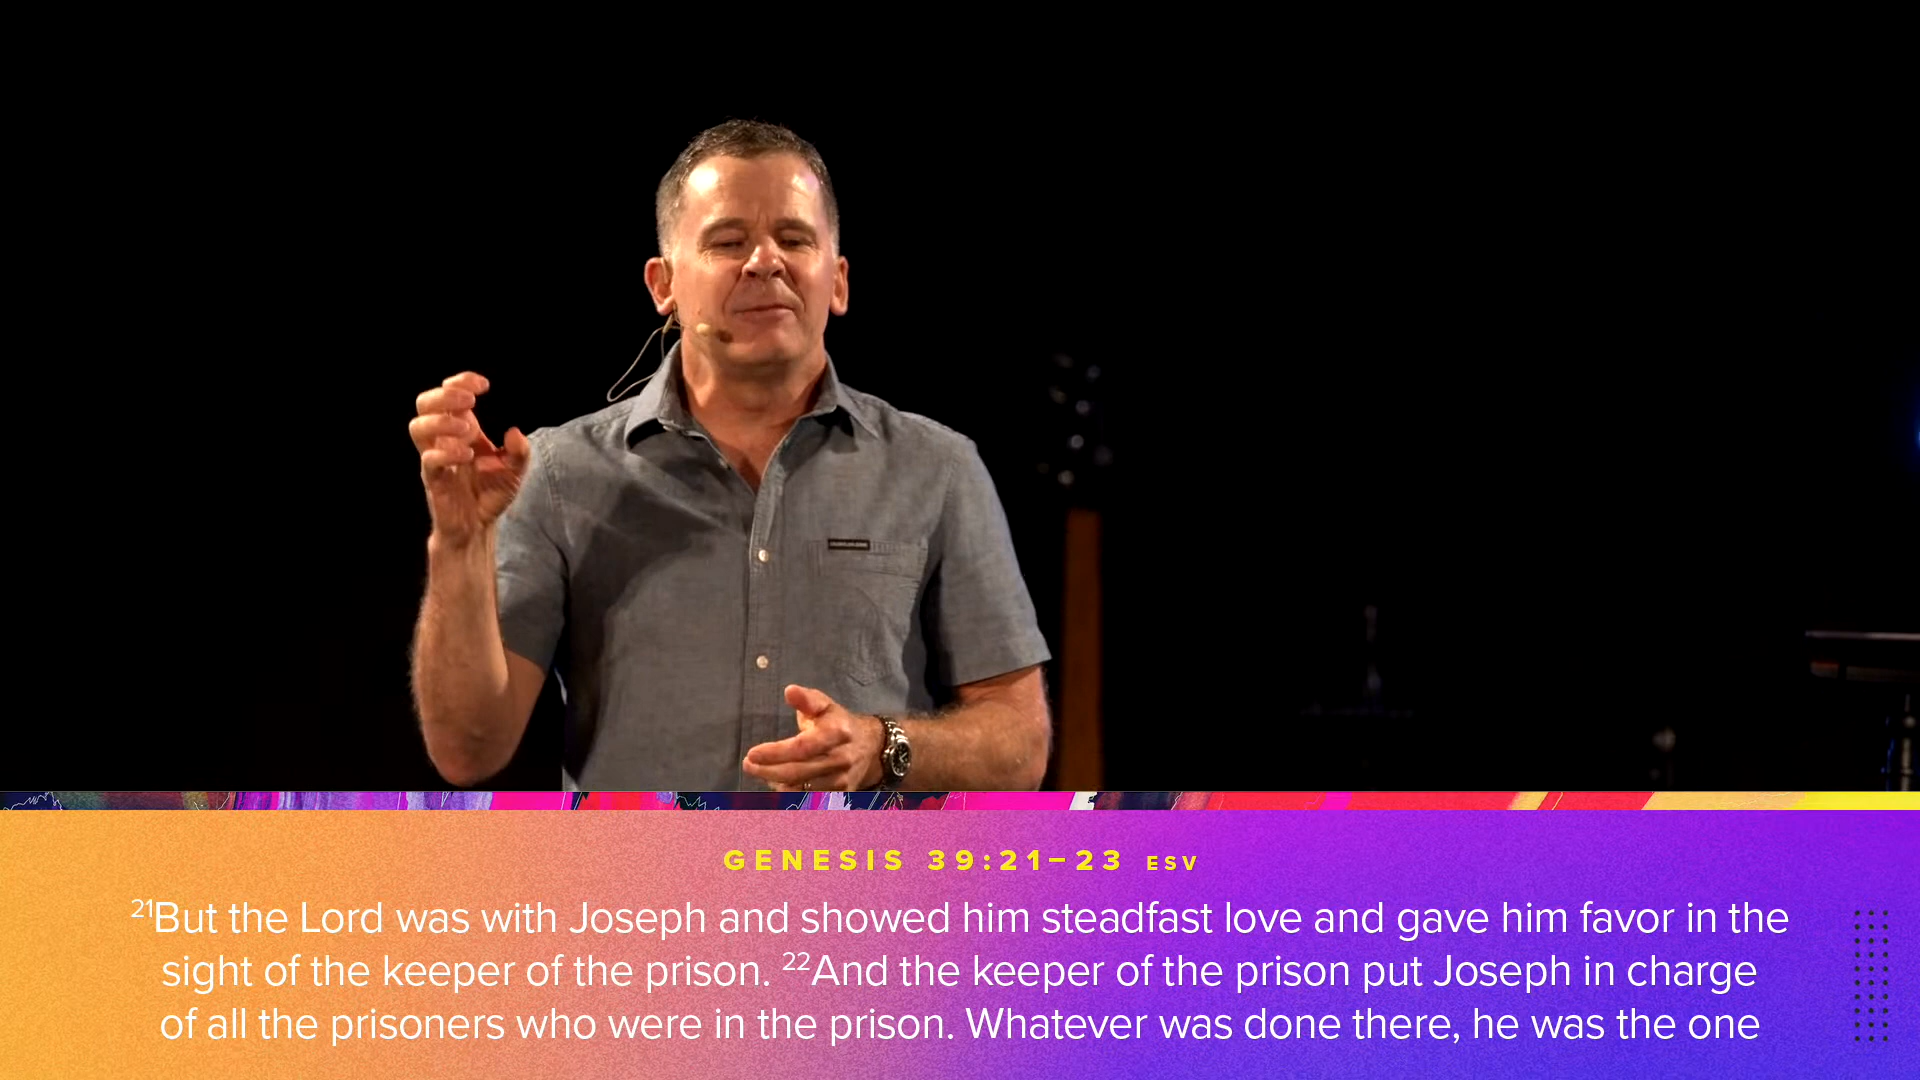 GENESIS 39:21–23 ESV
21But the Lord was with Joseph and showed him steadfast love and gave him favor in the
sight of the keeper of the prison. 22And the keeper of the prison put Joseph in charge
of all the prisoners who were in the prison. Whatever was done there, he was the one